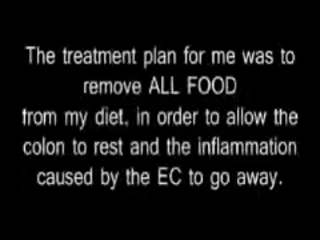 The treatment plan for me was to
remove ALL FOOD
from my diet, in order to allow the
colon to rest and the inflammation
caused by the EC to go away.